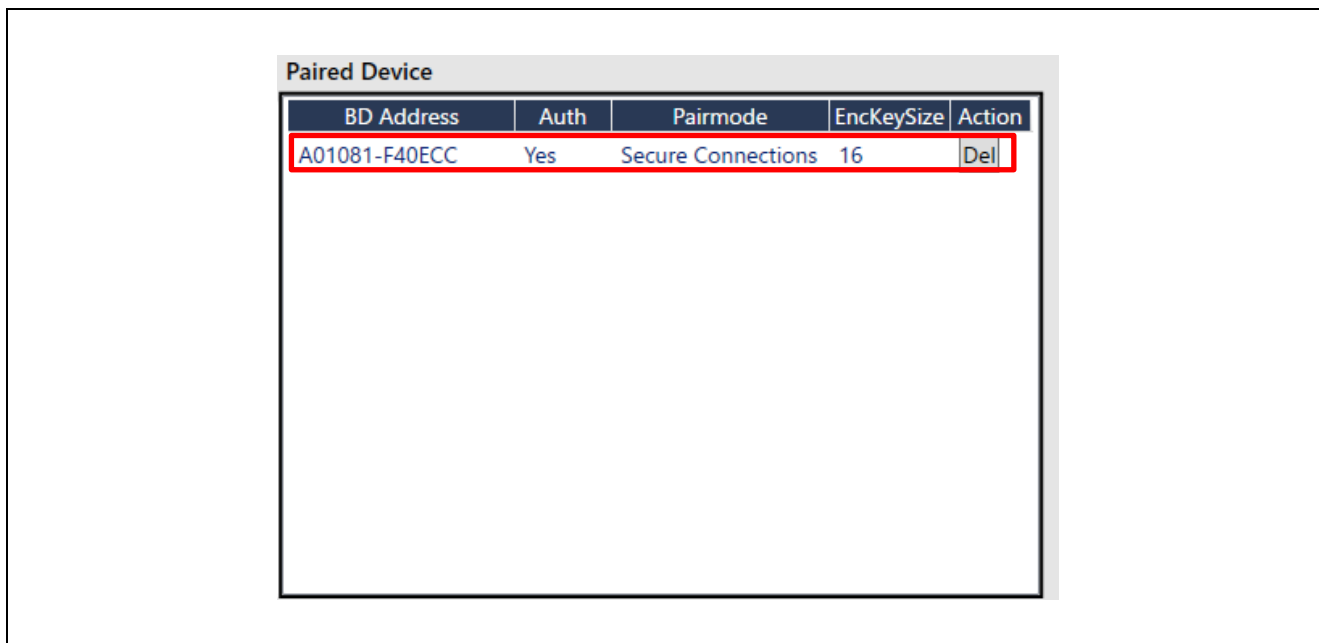 Paired Device
BD Address Auth Pairmode EncKeySize Action
A01081-F40ECC Yes Secure Connections 16 Del